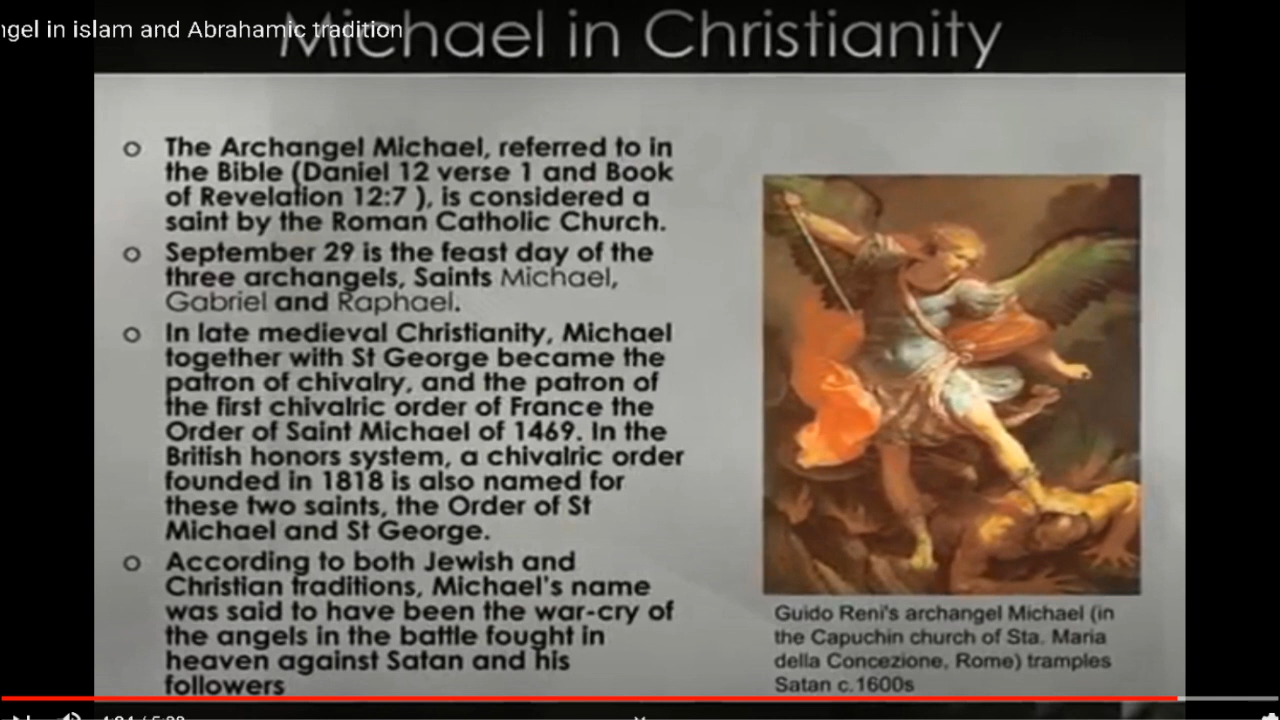 ngel in Islam and Abrahamic tradition
Michael in Christianity
The Archangel Michael, referred to in
the Bible (Daniel 12 verse 1 and Book
of Revelation 12:7 ), is considered a
saint by the Roman Catholic Church.
September 29 is the feast day of the
three archangels, Saints Michael,
Gabriel and Raphael.
In late medieval Christianity, Michael
together with St George became the
patron of chivalry, and the patron of
the first chivalric order of France the
Order of Saint Michael of 1469. In the
British honors system, a chivalric order
founded in 1818 is also named for
these two saints, the Order of St
Michael and St George.
According to both Jewish and
Christian traditions, Michael's name
was said to have been the war-cry of
the angels in the battle fought in
heaven against Satan and his
followers
Guido Reni's archangel Michael (in
the Capuchin church of Sta. Maria
della Concezione, Rome) tramples
Satan c.1600s